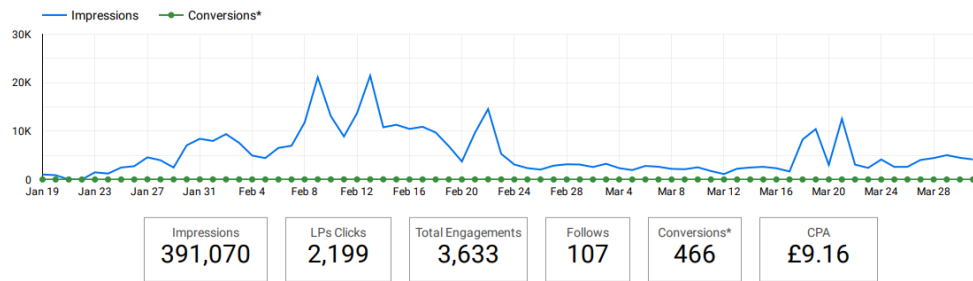 Impressions Conversions*
30K
20K
10K
0
Jan 19 Jan 23 Jan 27 Jan 31 Feb 4 Feb 8 Feb 12 Feb 16 Feb 20 Feb 24 Feb 28 Mar 4 Mar 8 Mar 12 Mar 16 Mar 20 Mar 24 Mar 28
Impressions LPs Clicks Total Engagements Follows Conversions* CPA
391,070 2,199 3,633 107 466 £9.16